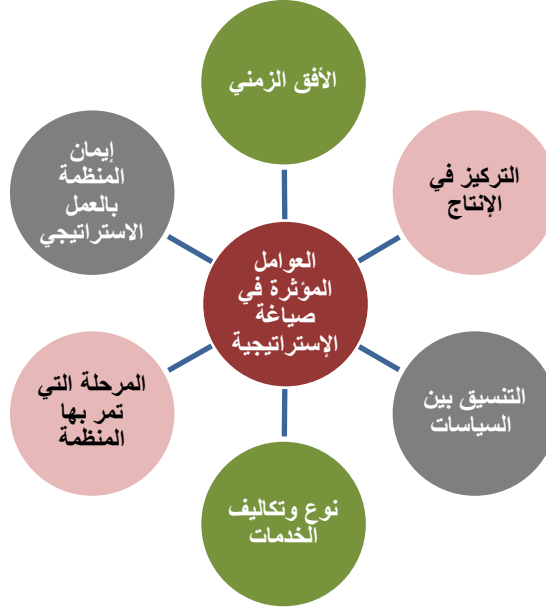 الأفق الزمني
التركيز في
الإنتاج
التنسيق بين
السياسات
نوع وتكاليف
الخدمات
المرحلة التي
تمر بها
المنظمة
إيمان
المنظمة
بالعمل
الاستراتيجي
العوامل
المؤثرة في
صياغة
الإستراتيجية